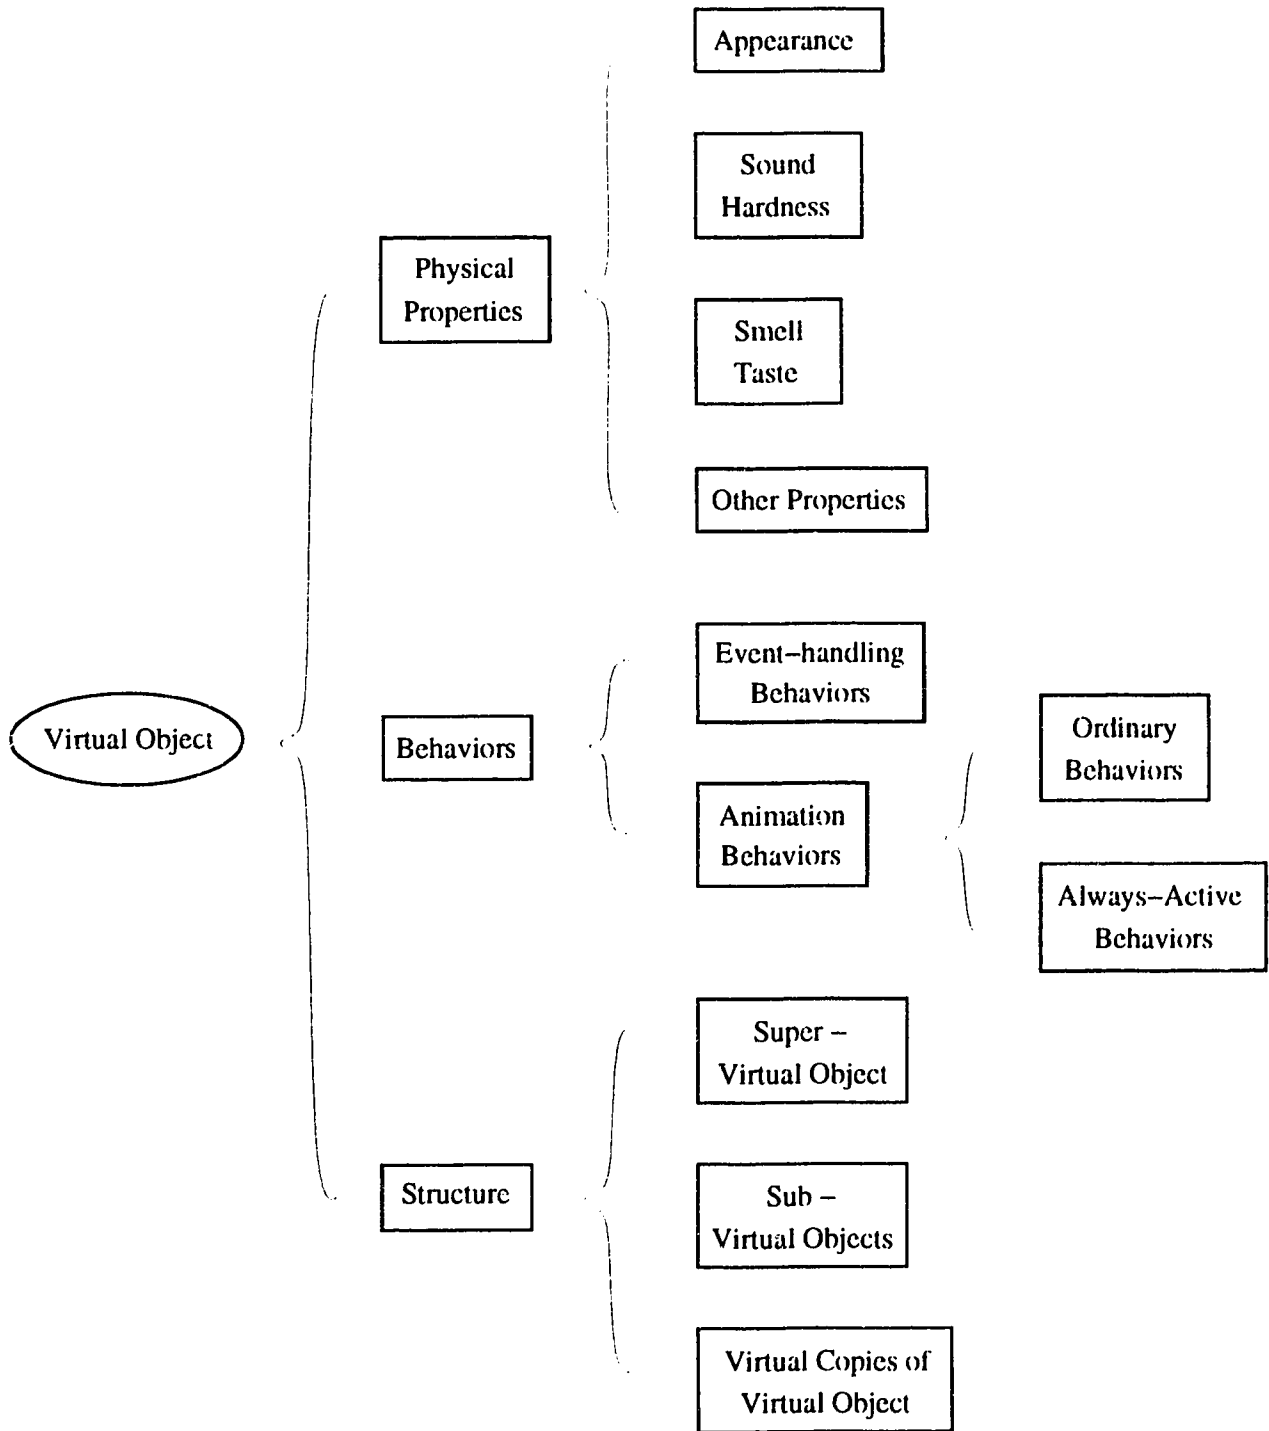 Appearance
Sound
Hardness
Physical
Properties
Smell
Taste
Other Properties
Event–handling
Behaviors
Virtual Object
Behaviors
Ordinary
Behaviors
Animation
Behaviors
Always–Active
Behaviors
Super –
Virtual Object
Structure
Sub –
Virtual Objects
Virtual Copies of
Virtual Object